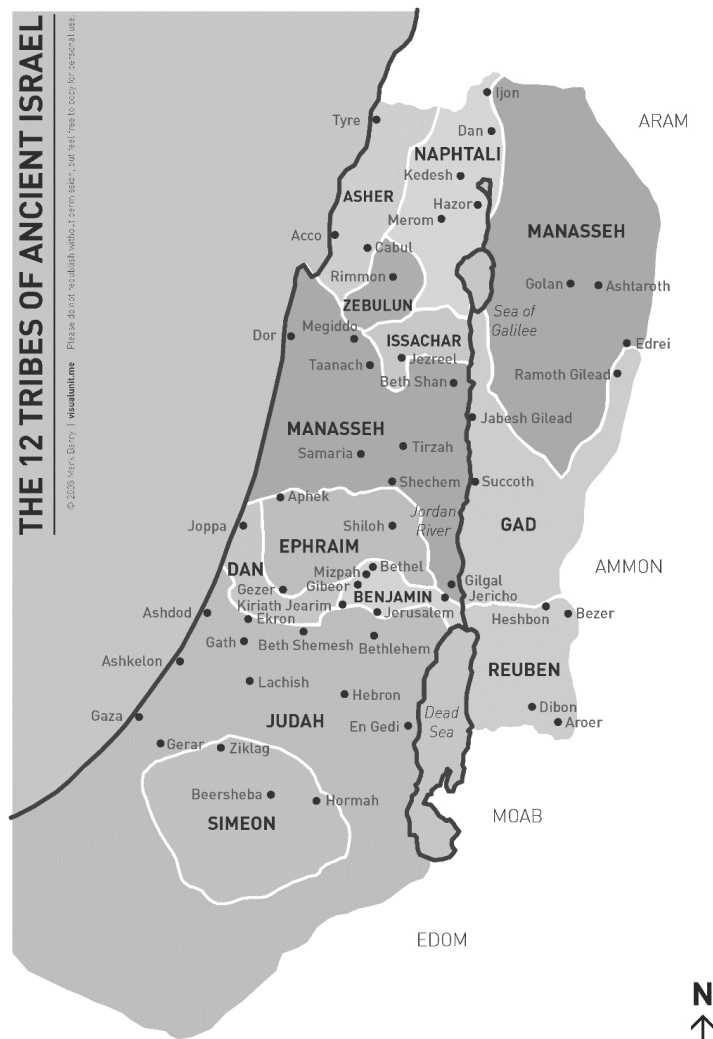 THE 12 TRIBES OF ANCIENT ISRAEL
© 2008 Mark Barry | visualunit.me Please do not republish without permission, but feel free to copy for personal use.
Ijon
ARAM
Tyre
Dan
NAPHTALI
Kedesh
ASHER
Hazor
Merom
MANASSEH
Acco
Cabul
Rimmon
Golan
Ashtaroth
ZEBULUN
Sea of
Galilee
Megiddo
Dor
ISSACHAR
Edrei
Jezreel
Taanach
Ramoth Gilead
Beth Shan
Jabesh Gilead
MANASSEH
Tirzah
Samaria
Shechem
Succoth
Aphek
Jordan
River
Joppa
Shiloh
GAD
EPHRAIM
DAN
Bethel
AMMON
Mizpah
Gibeor
Gilgal
Gezer
BENJAMIN
Jericho
Kiriath Jearim
Ashdod
Jerusalem
Heshbon
Bezer
Ekron
Gath
Beth Shemesh
Bethlehem
Ashkelon
REUBEN
Lachish
Hebron
Dibon
Gaza
JUDAH
En Gedi
Dead
Sea
Aroer
Gerar
Ziklag
Beersheba
Hormah
MOAB
SIMEON
EDOM
N